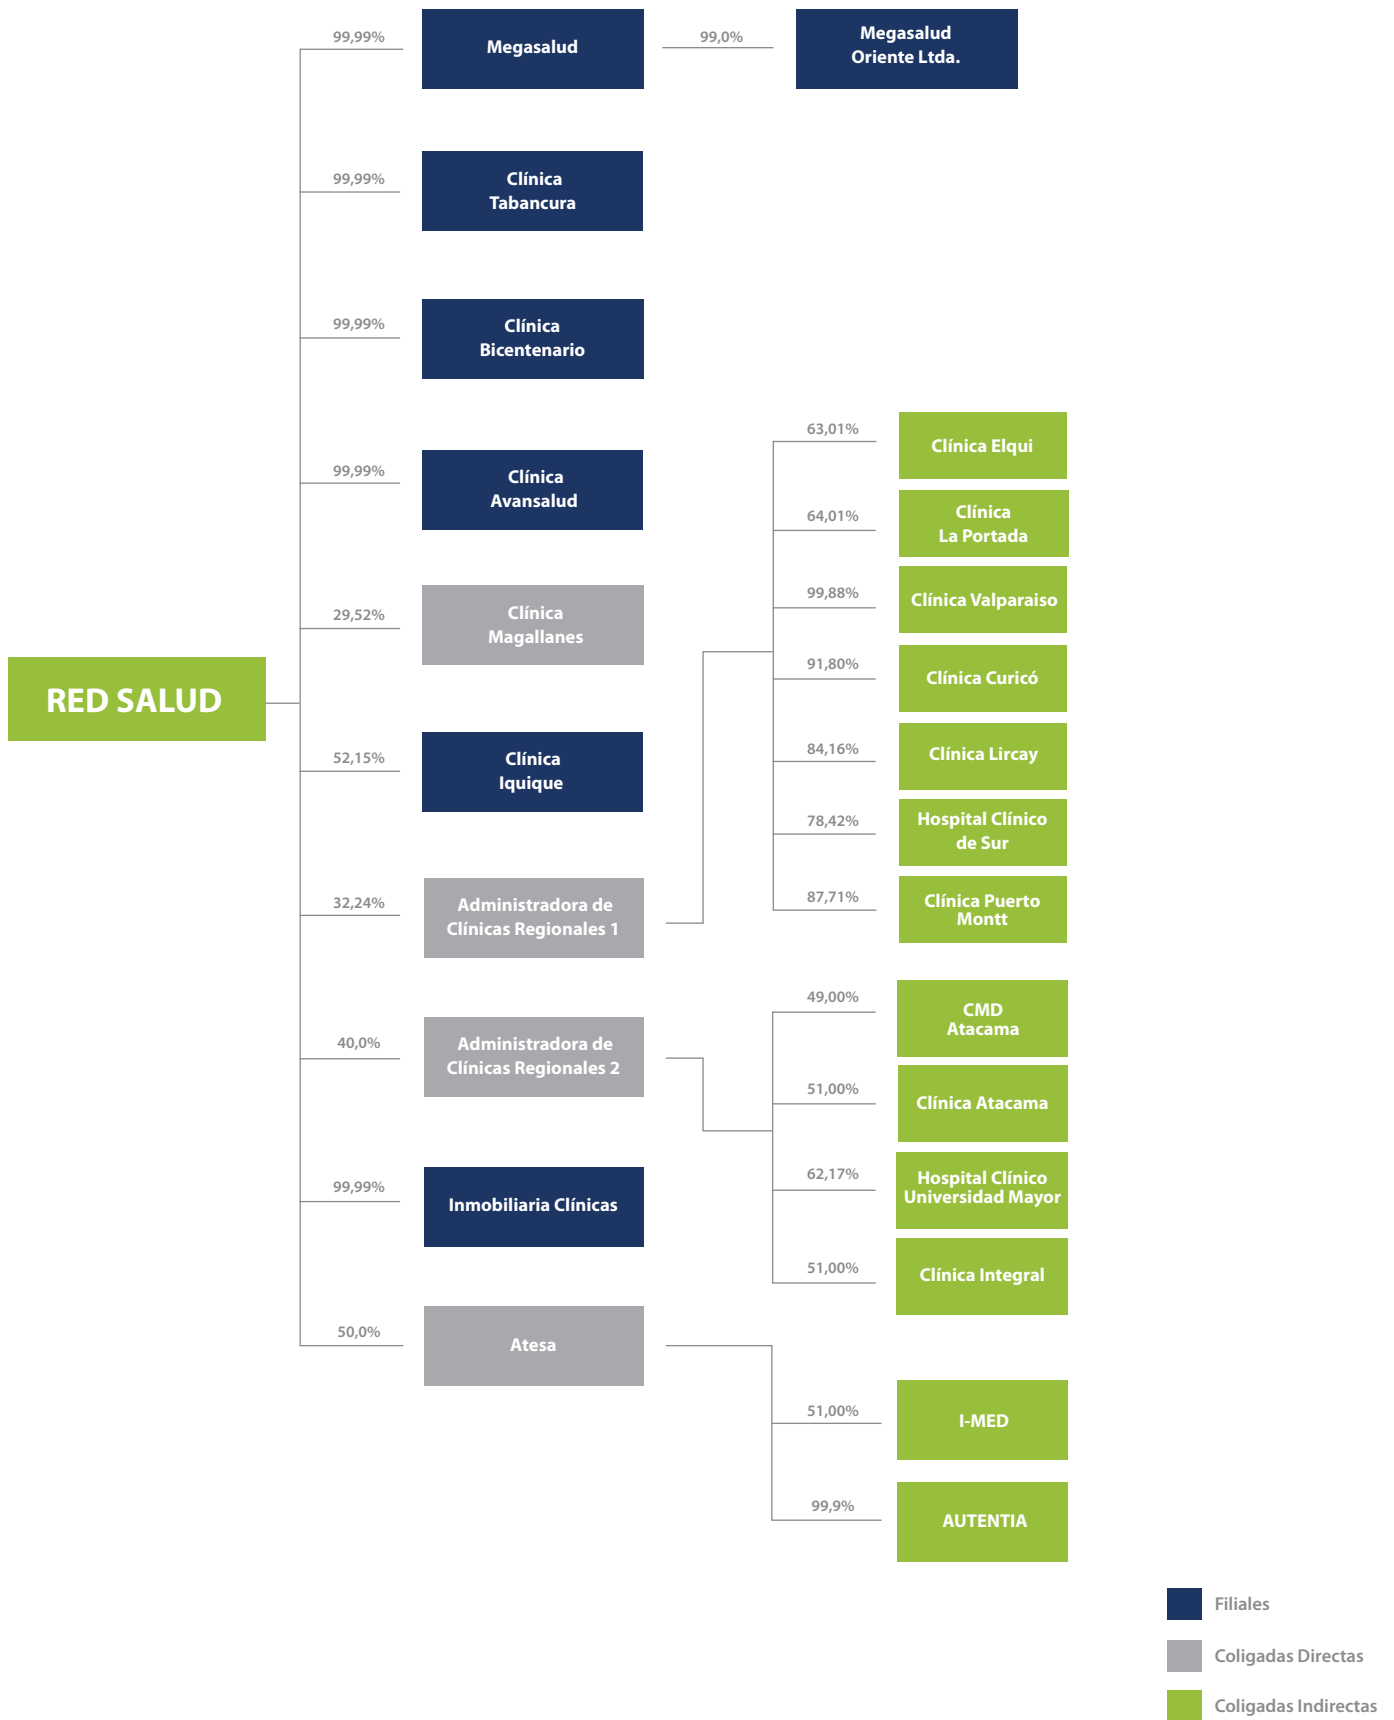 99,99%
Megasalud
99,0%
Megasalud
Oriente Ltda.
99,99%
Clínica
Tabancura
99,99%
Clínica
Bicentenario
99,99%
Clínica
Avansalud
29,52%
Clínica
Magallanes
RED SALUD
52,15%
Clínica
Iquique
32,24%
Administradora de
Clínicas Regionales 1
63,01%
Clínica Elqui
64,01%
Clínica
La Portada
99,88%
Clínica Valparaiso
91,80%
Clínica Curicó
84,16%
Clínica Lircay
78,42%
Hospital Clínico
de Sur
87,71%
Clínica Puerto
Montt
40,0%
Administradora de
Clínicas Regionales 2
49,00%
CMD
Atacama
51,00%
Clínica Atacama
62,17%
Hospital Clínico
Universidad Mayor
51,00%
Clínica Integral
99,99%
Inmobiliaria Clínicas
50,0%
Atesa
51,00%
I-MED
99,9%
AUTENTIA
Filiales
Coligadas Directas
Coligadas Indirectas